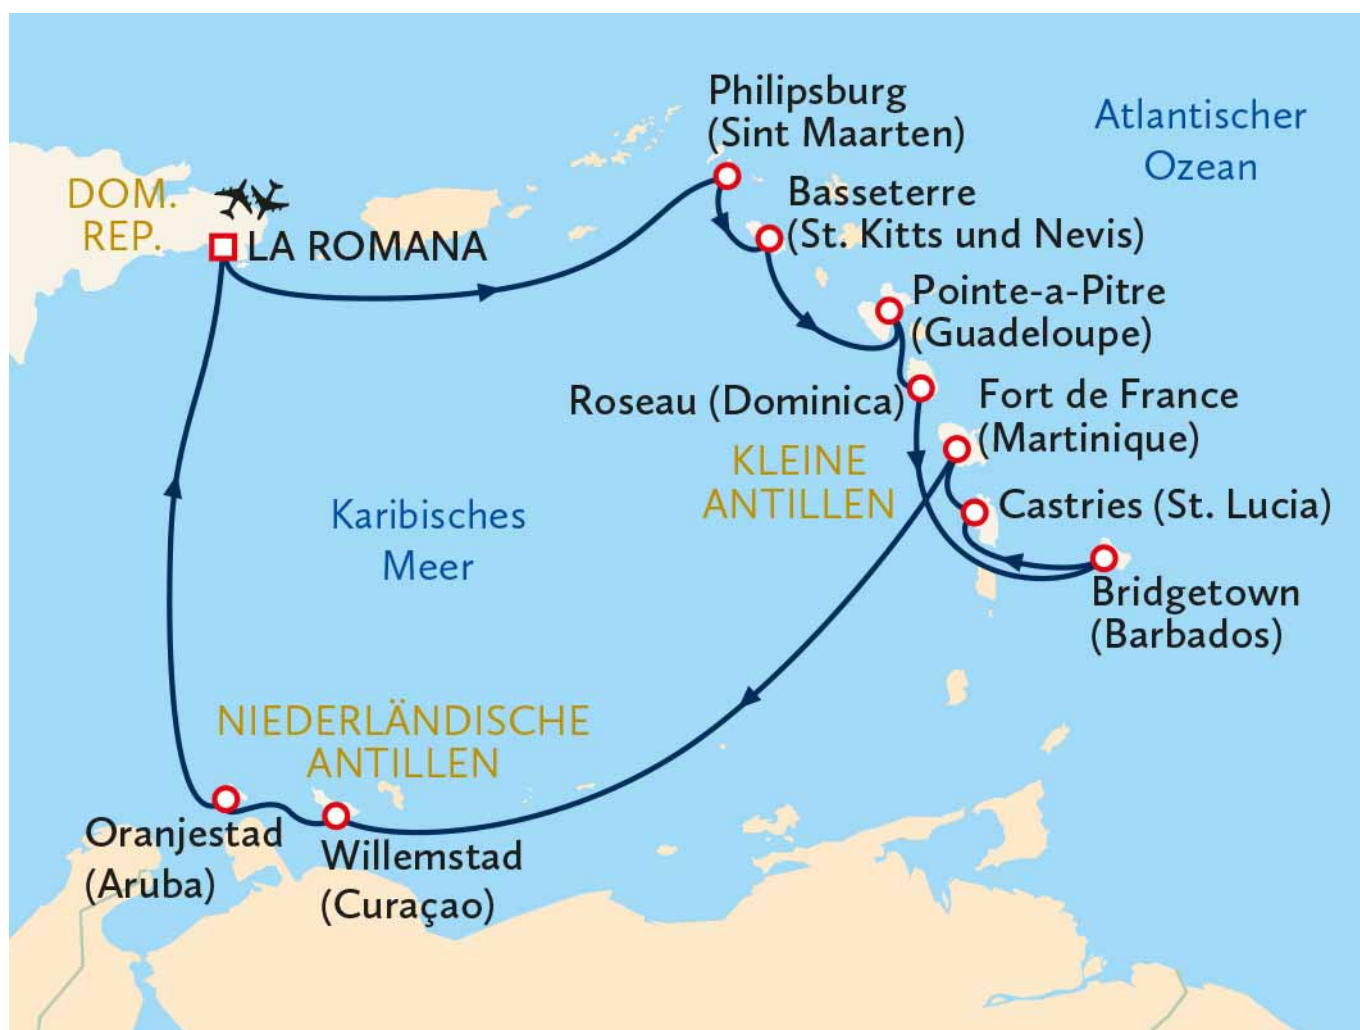 Philipsburg
(Sint Maarten)
Atlantischer
Ozean
DOM.
REP.
Basseterre
(St. Kitts und Nevis)
LA ROMANA
Pointe-a-Pitre
(Guadeloupe)
Roseau (Dominica)
Fort de France
(Martinique)
KLEINE
ANTILLEN
Karibisches
Meer
Castries (St. Lucia)
Bridgetown
(Barbados)
NIEDERLÄNDISCHE
ANTILLEN
Oranjestad
(Aruba)
Willemstad
(Curaçao)